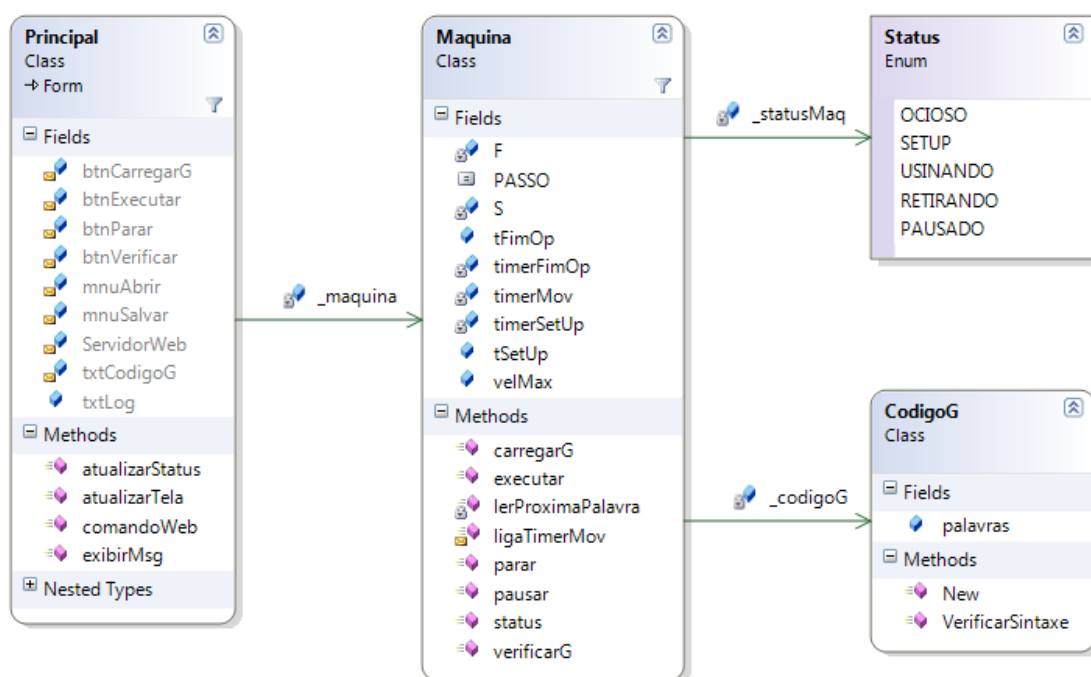 Principal
Class
Form
Fields
btnCarregarG
btnExecutar
btnParar
btnVerificar
mnuAbrir
mnuSalvar
ServidorWeb
txtCodigoG
txtLog
Methods
atualizarStatus
atualizarTela
comandoWeb
exibirMsg
Nested Types
_maquina
Maquina
Class
Fields
F
PASSO
S
tFimOp
timerFimOp
timerMov
timerSetUp
tSetUp
velMax
Methods
carregarG
executar
lerProximaPalavra
ligaTimerMov
parar
pausar
status
verificarG
_statusMaq
Status
Enum
OCIOSO
SETUP
USINANDO
RETIRANDO
PAUSADO
_codigoG
CodigoG
Class
Fields
palavras
Methods
New
VerificarSintaxe